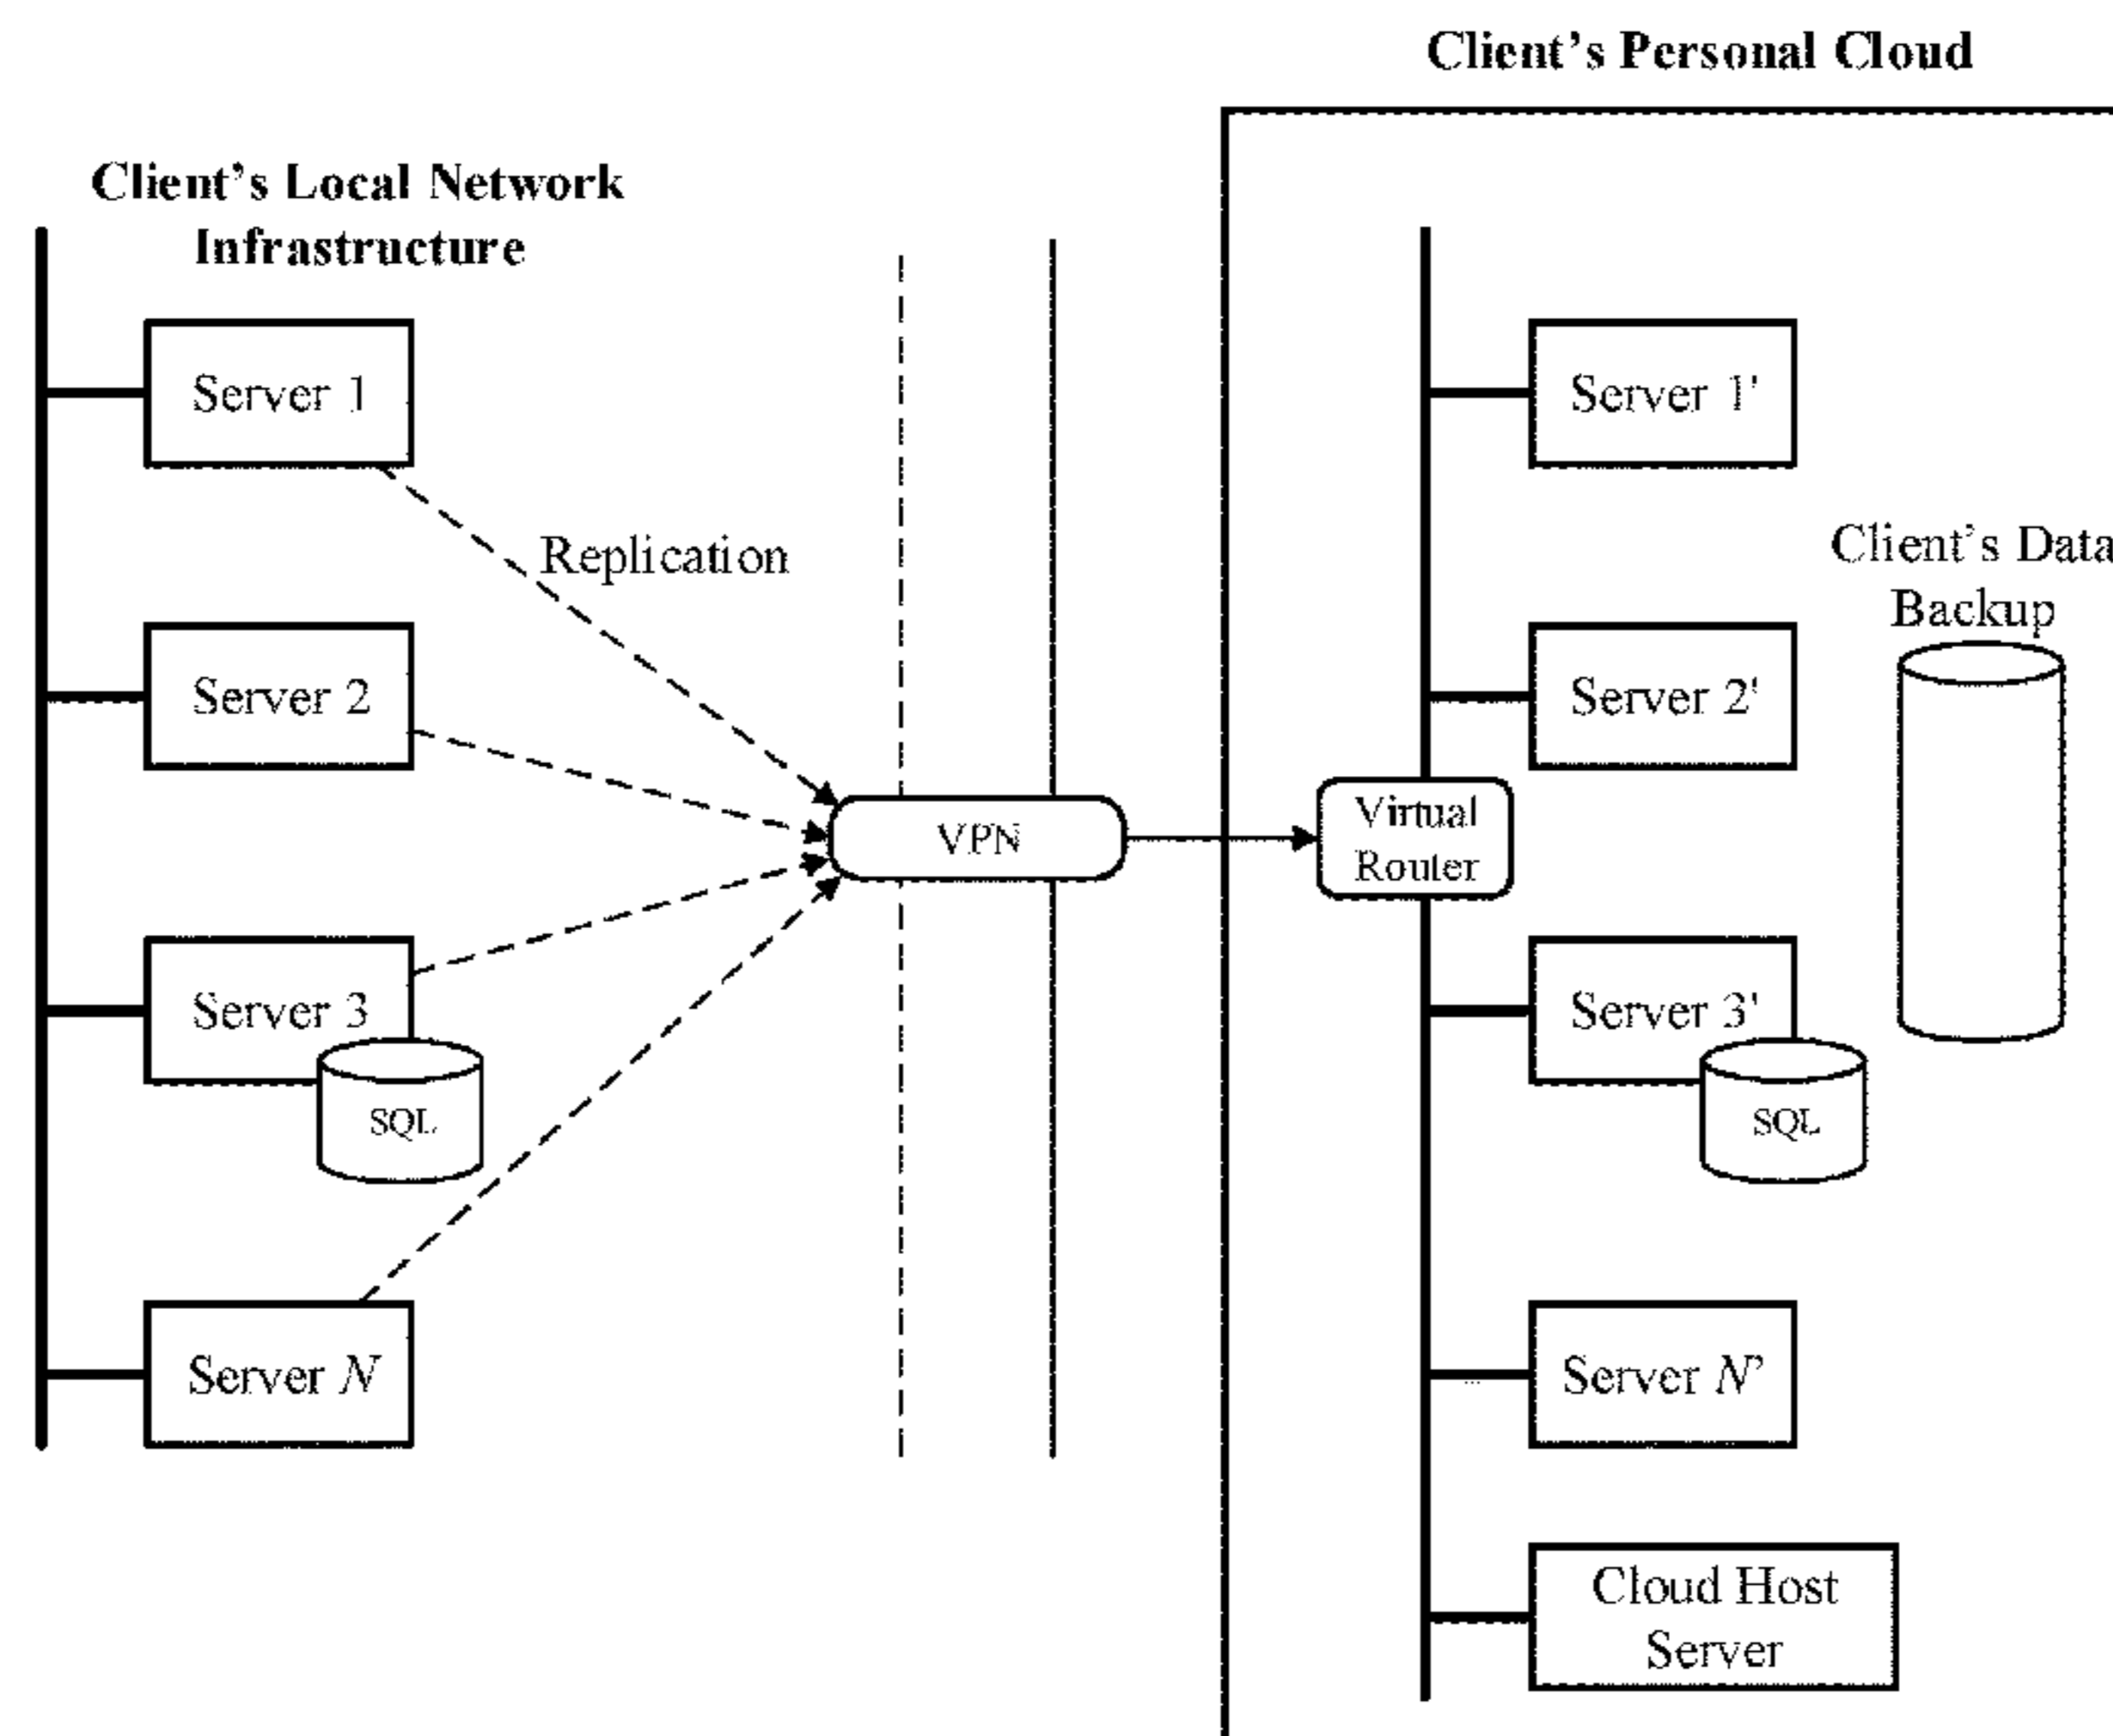 Client's Personal Cloud
Client's Local Network
Infrastructure
Server 1
Replication
Server 2
VPN
Server 3
SQL
Server N
Virtual
Router
Server 1'
Client's Data
Backup
Server 2'
Server 3'
SQL
Server N’
Cloud Host
Server